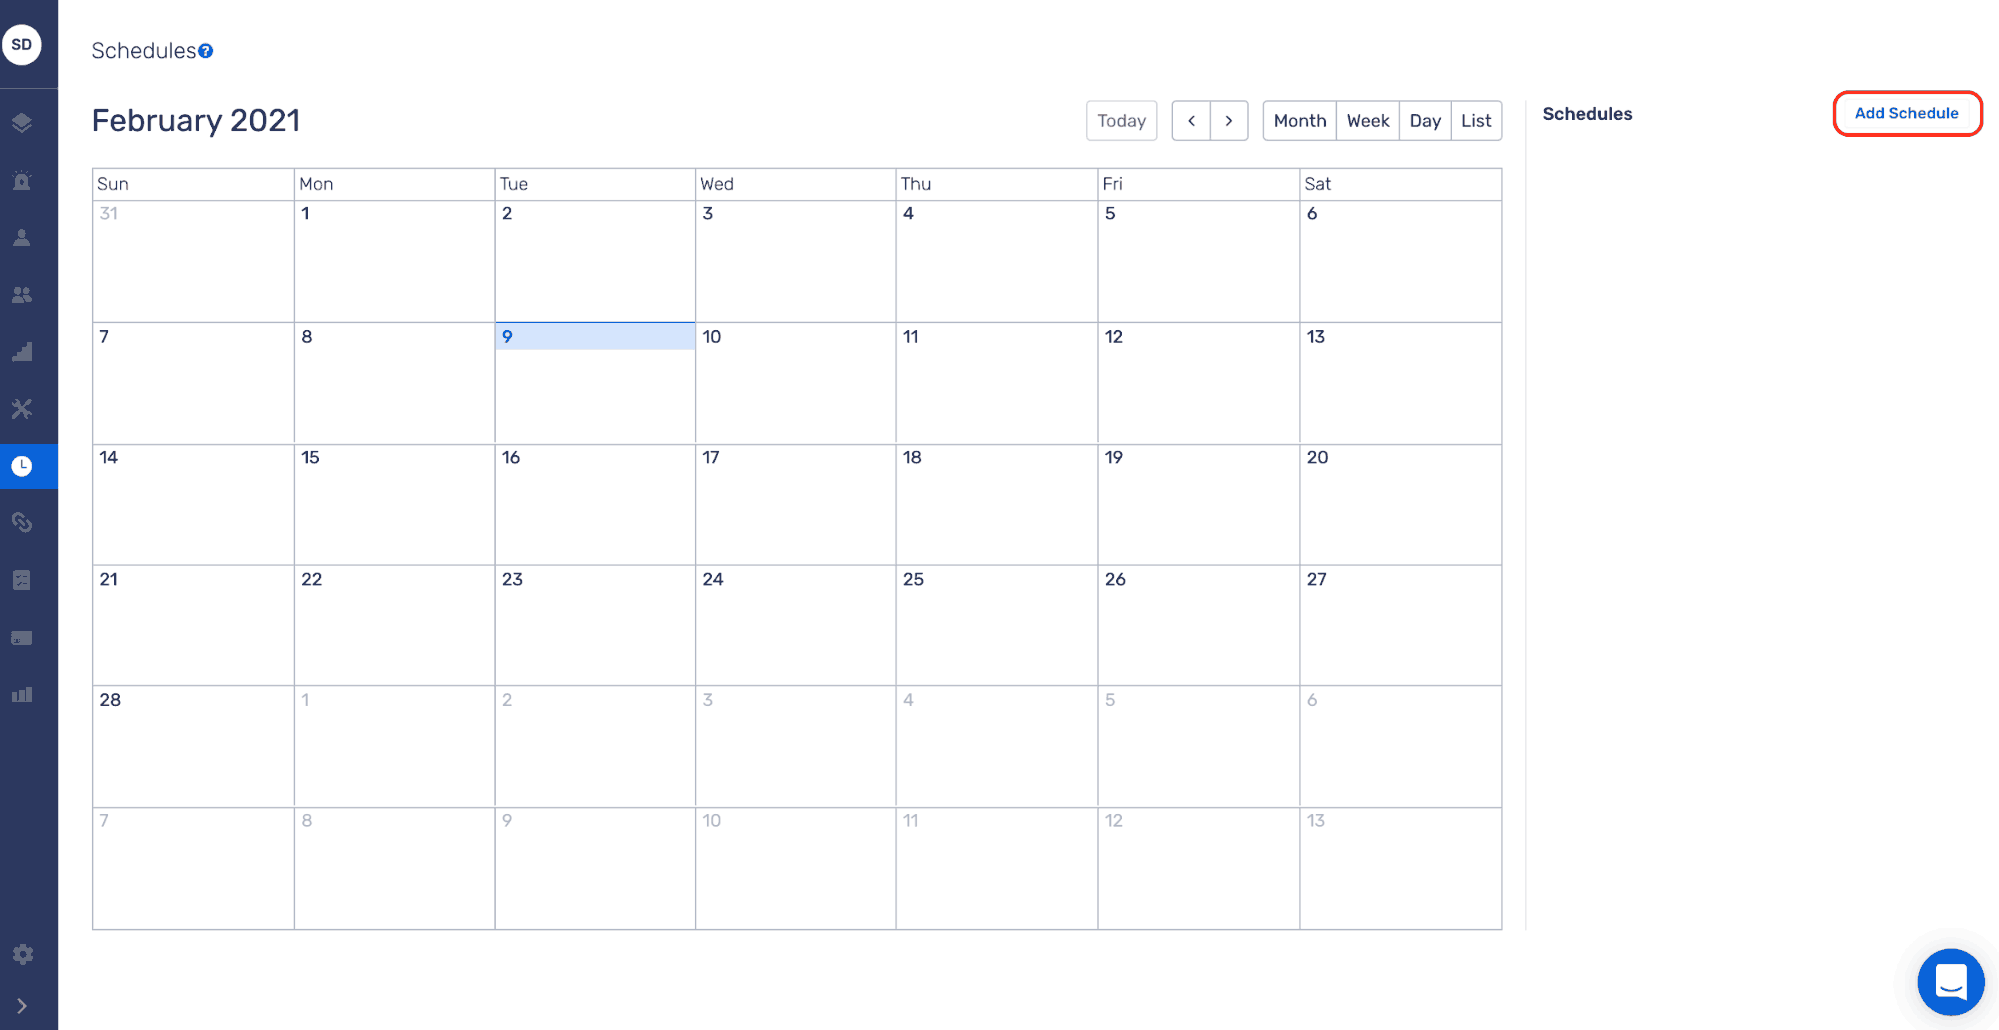 SD
Schedules?
February 2021
Today < > Month Week Day List
Schedules
Add Schedule
Sun Mon Tue Wed Thu Fri Sat
31 1 2 3 4 5 6
7 8 9 10 11 12 13
14 15 16 17 18 19 20
21 22 23 24 25 26 27
28 1 2 3 4 5 6
7 8 9 10 11 12 13